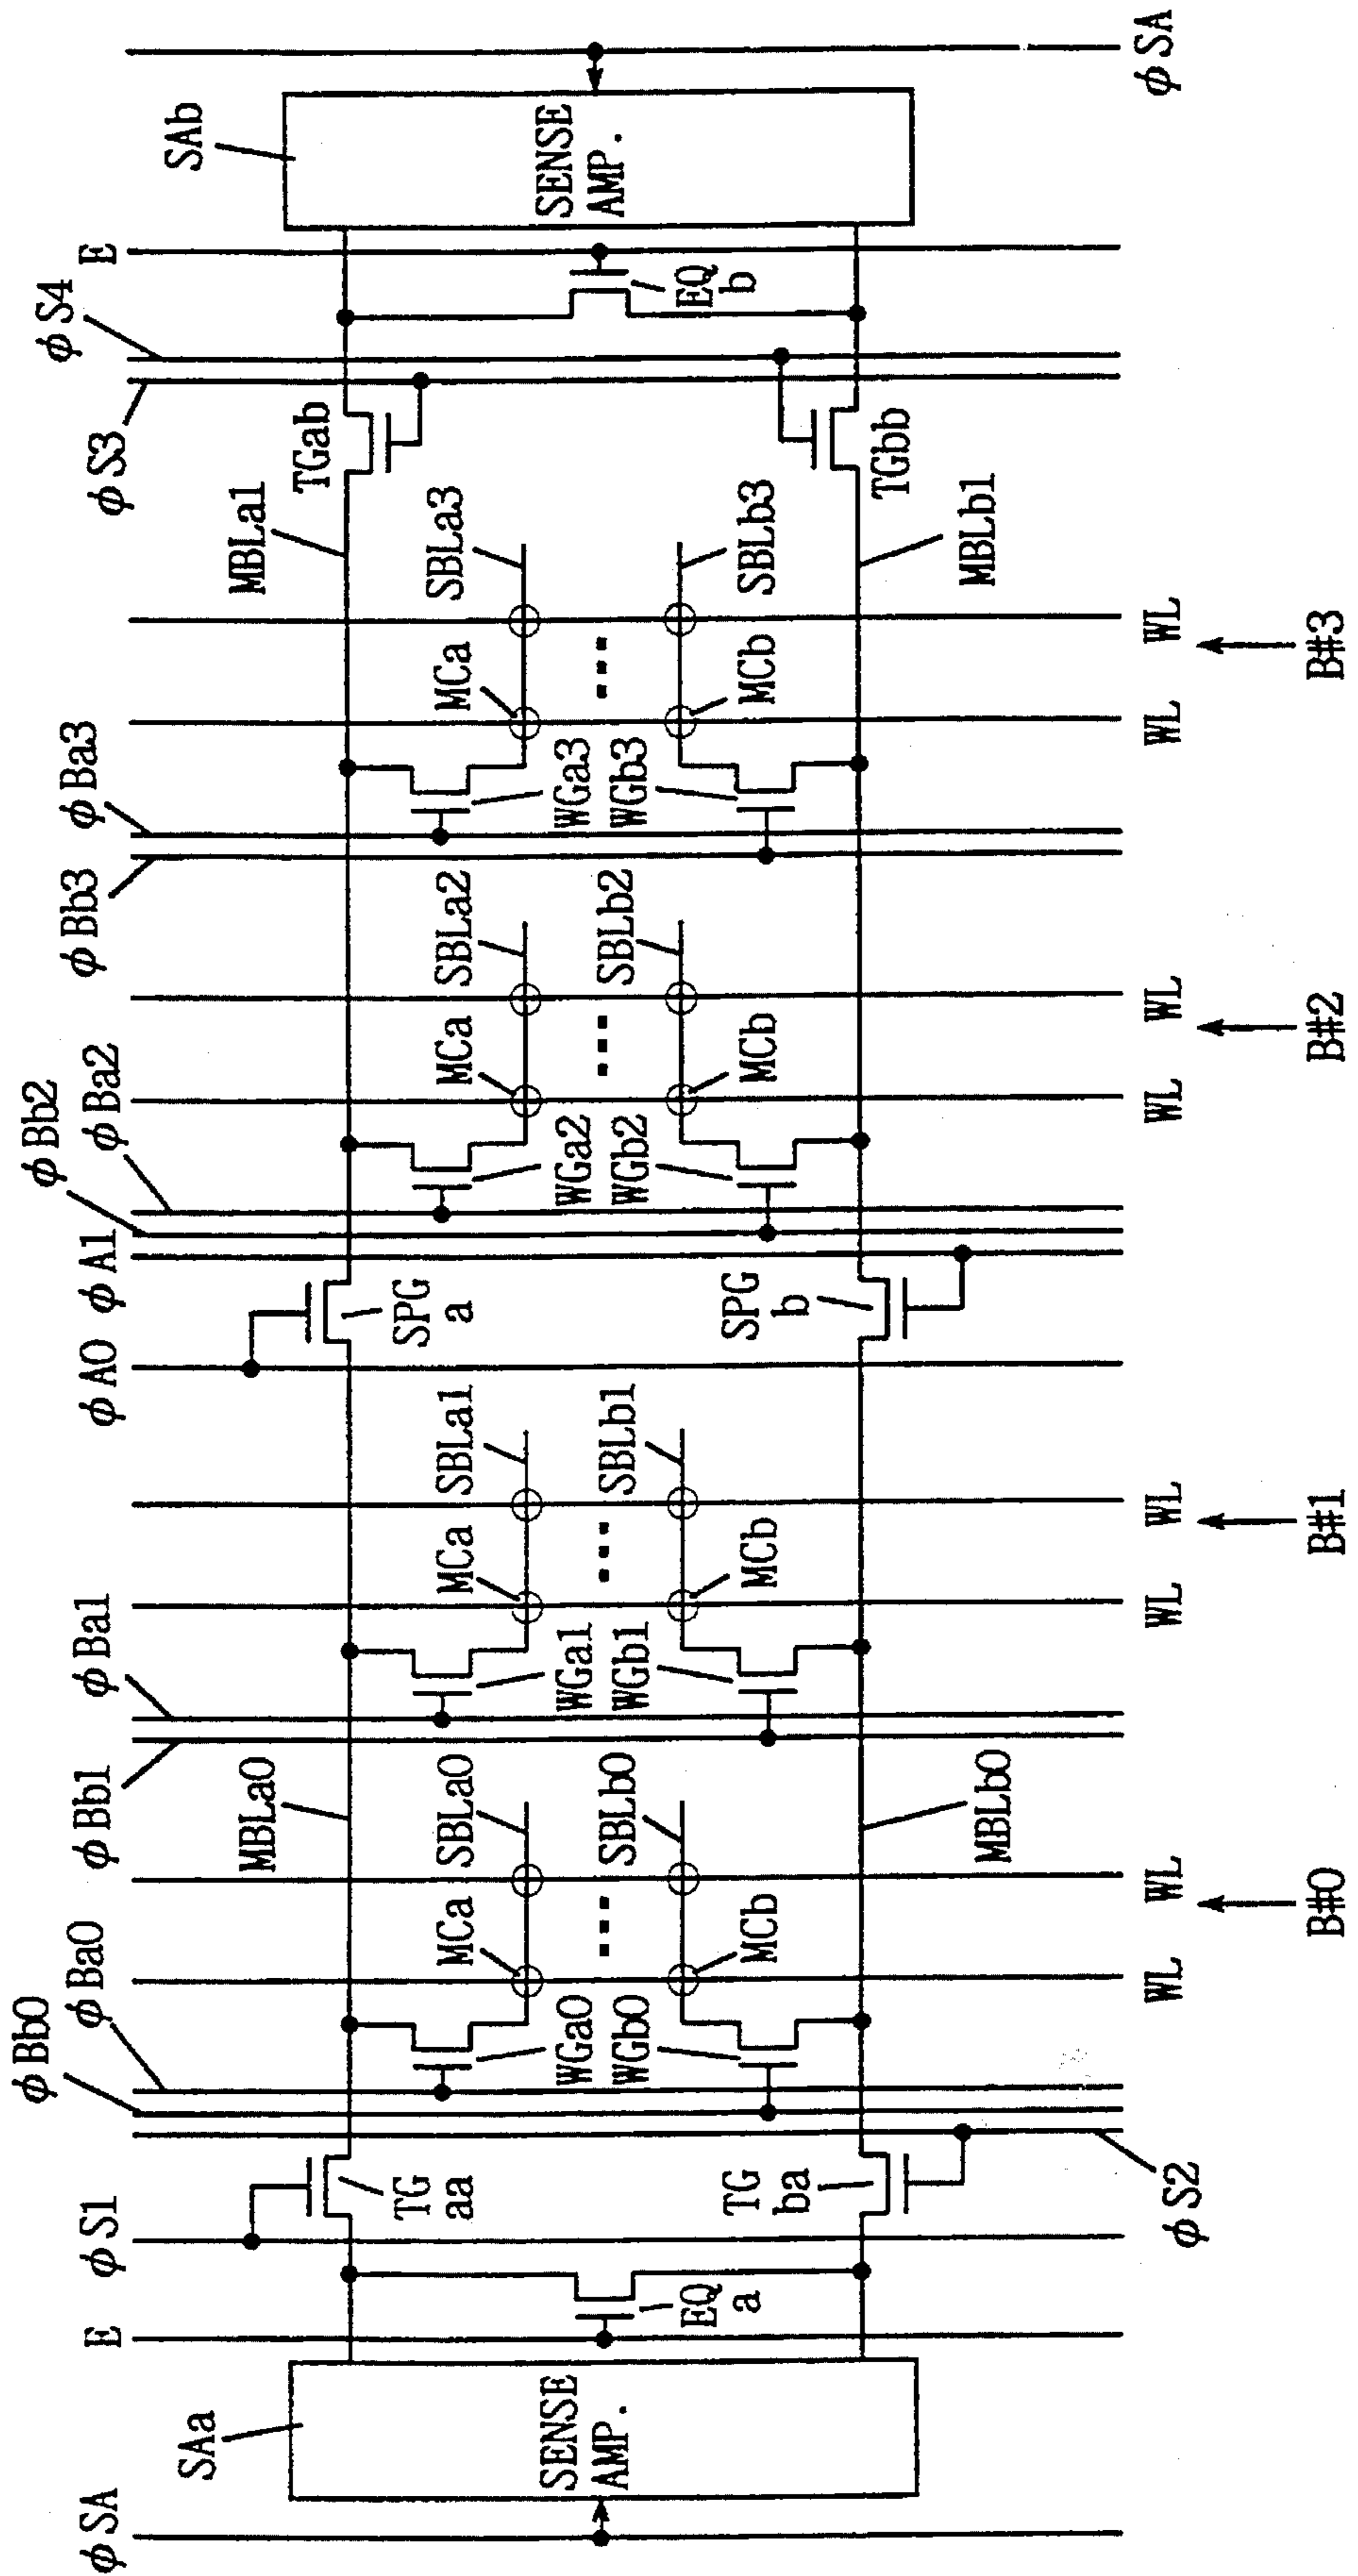 φSA
SAa
SENSE
AMP.
E
EQ
a
φS1
TG
aa
TG
ba
φS2
φBb0
φBa0
WGa0
WGb0
MCa
MCb
SBLa0
SBLb0
MBLa0
MBLb0
WL
WL
B#0
φBb1
φBa1
WGa1
WGb1
MCa
MCb
SBLa1
SBLb1
WL
WL
B#1
φA0
SPG
a
SPG
b
φA1
φBb2
φBa2
WGa2
WGb2
MCa
MCb
SBLa2
SBLb2
WL
WL
B#2
φBb3
φBa3
WGa3
WGb3
MCa
MCb
SBLa3
SBLb3
WL
WL
B#3
MBLa1
MBLb1
TGab
TGbb
φS3
φS4
E
EQ
b
SAb
SENSE
AMP.
φSA